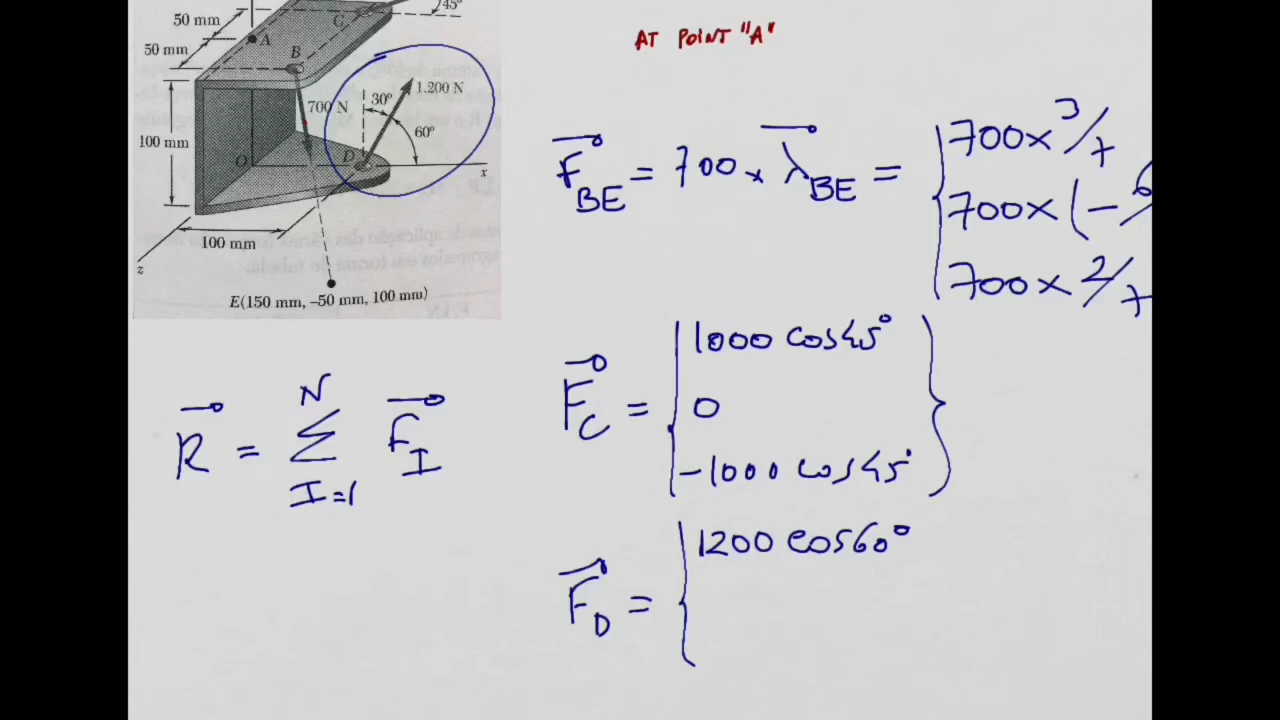 50 mm
50 mm
A
B
C
45°
700 N
30°
1.200 N
60°
100 mm
O
D
x
z
100 mm
E(150 mm, –50 mm, 100 mm)
AT POINT "A"
F BE = 700 x λ BE = { 700 x 3/7
700 x (- 6/
700 x 2/7
F C = { 1000 cos45°
0
-1000 cos45° }
R = Σ N I=1 F I
F D = { 1200 cos60°